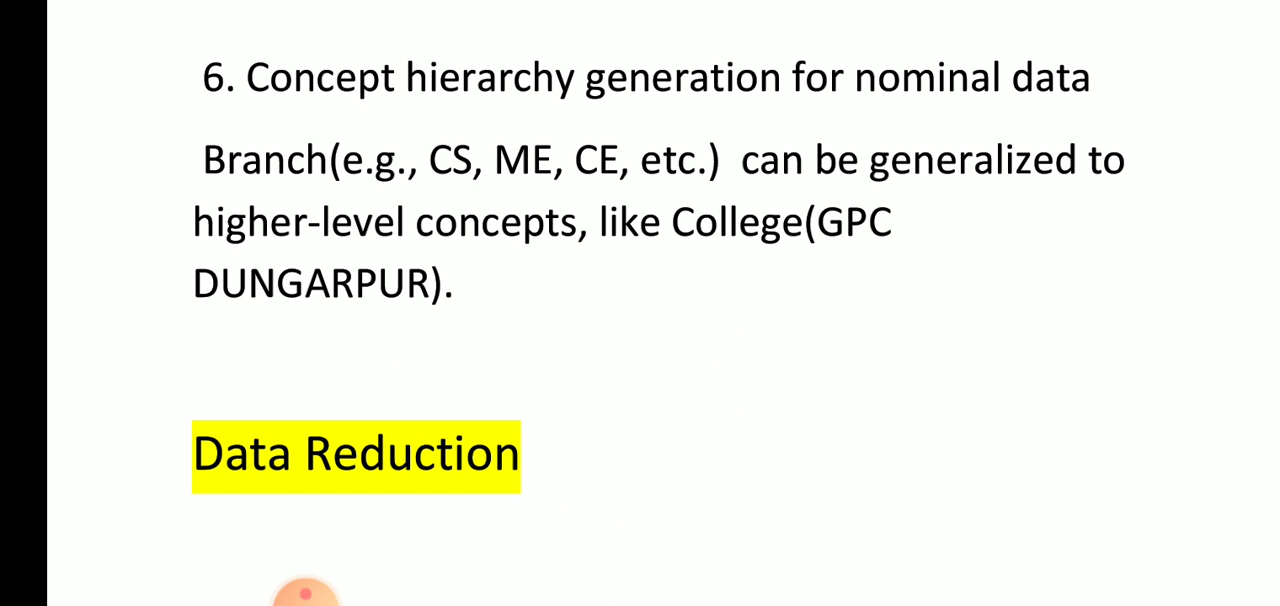 6. Concept hierarchy generation for nominal data
Branch(e.g., CS, ME, CE, etc.)  can be generalized to
higher-level concepts, like College(GPC
DUNGARPUR).
Data Reduction